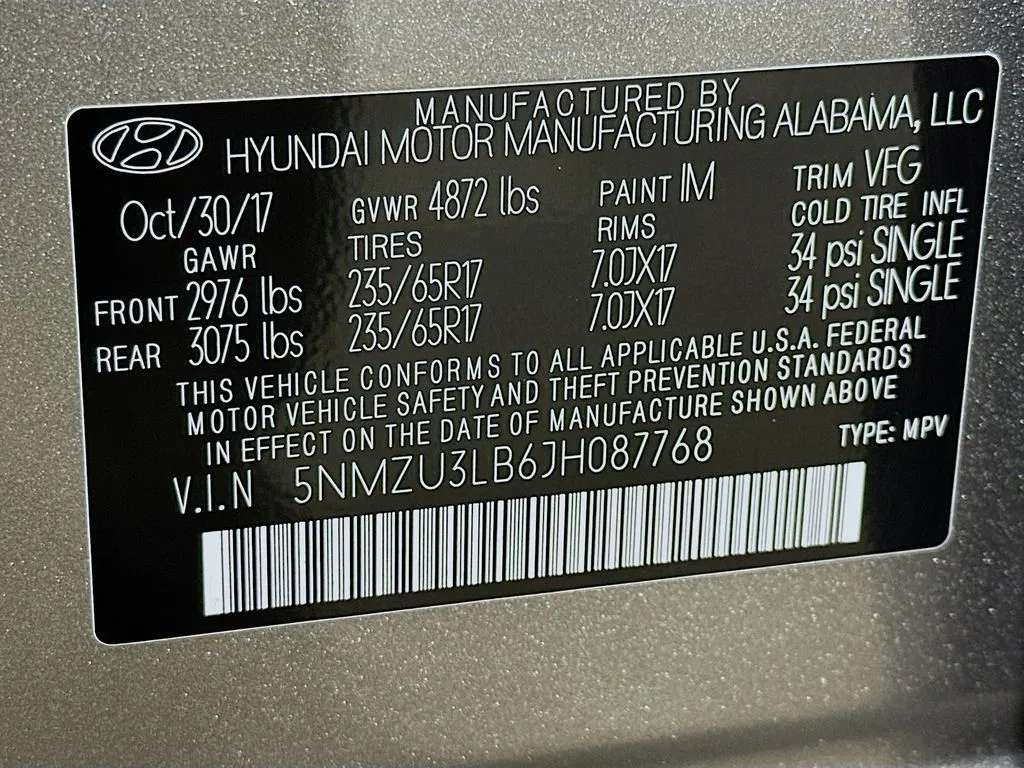 MANUFACTURED BY
HYUNDAI MOTOR MANUFACTURING ALABAMA, LLC
Oct/30/17 GVWR 4872 lbs PAINT IM TRIM VFG
GAWR TIRES RIMS COLD TIRE INFL
FRONT 2976 lbs 235/65R17 7.0JX17 34 psi SINGLE
REAR 3075 lbs 235/65R17 7.0JX17 34 psi SINGLE
THIS VEHICLE CONFORMS TO ALL APPLICABLE U.S.A. FEDERAL
MOTOR VEHICLE SAFETY AND THEFT PREVENTION STANDARDS
IN EFFECT ON THE DATE OF MANUFACTURE SHOWN ABOVE
V.I.N 5NMZU3LB6JH087768 TYPE: MPV